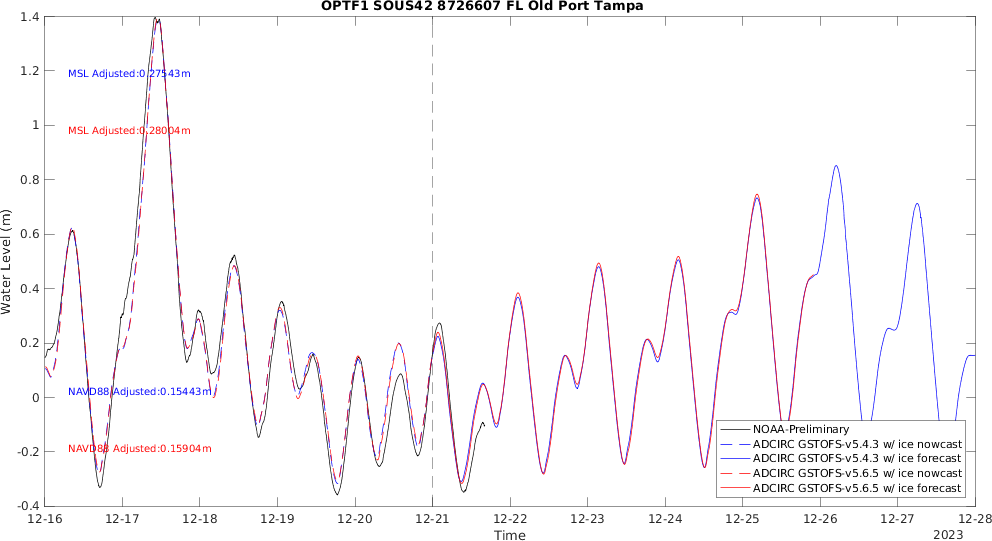 OPTF1 SOUS42 8726607 FL Old Port Tampa
1.4
1.2
1
0.8
0.6
0.4
0.2
0
-0.2
-0.4
Water Level (m)
MSL Adjusted:0.27543m
MSL Adjusted:0.28004m
NAVD88 Adjusted:0.15443m
NAVD88 Adjusted:0.15904m
NOAA-Preliminary
ADCIRC GSTOFS-v5.4.3 w/ ice nowcast
ADCIRC GSTOFS-v5.4.3 w/ ice forecast
ADCIRC GSTOFS-v5.6.5 w/ ice nowcast
ADCIRC GSTOFS-v5.6.5 w/ ice forecast
12-16 12-17 12-18 12-19 12-20 12-21 12-22 12-23 12-24 12-25 12-26 12-27 12-28
Time
2023